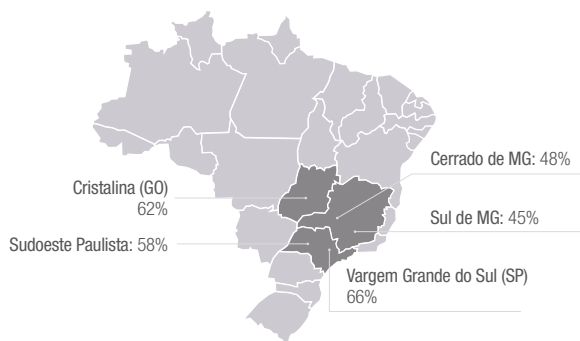 Cerrado de MG: 48%
Cristalina (GO)
62%
Sul de MG: 45%
Sudoeste Paulista: 58%
Vargem Grande do Sul (SP)
66%